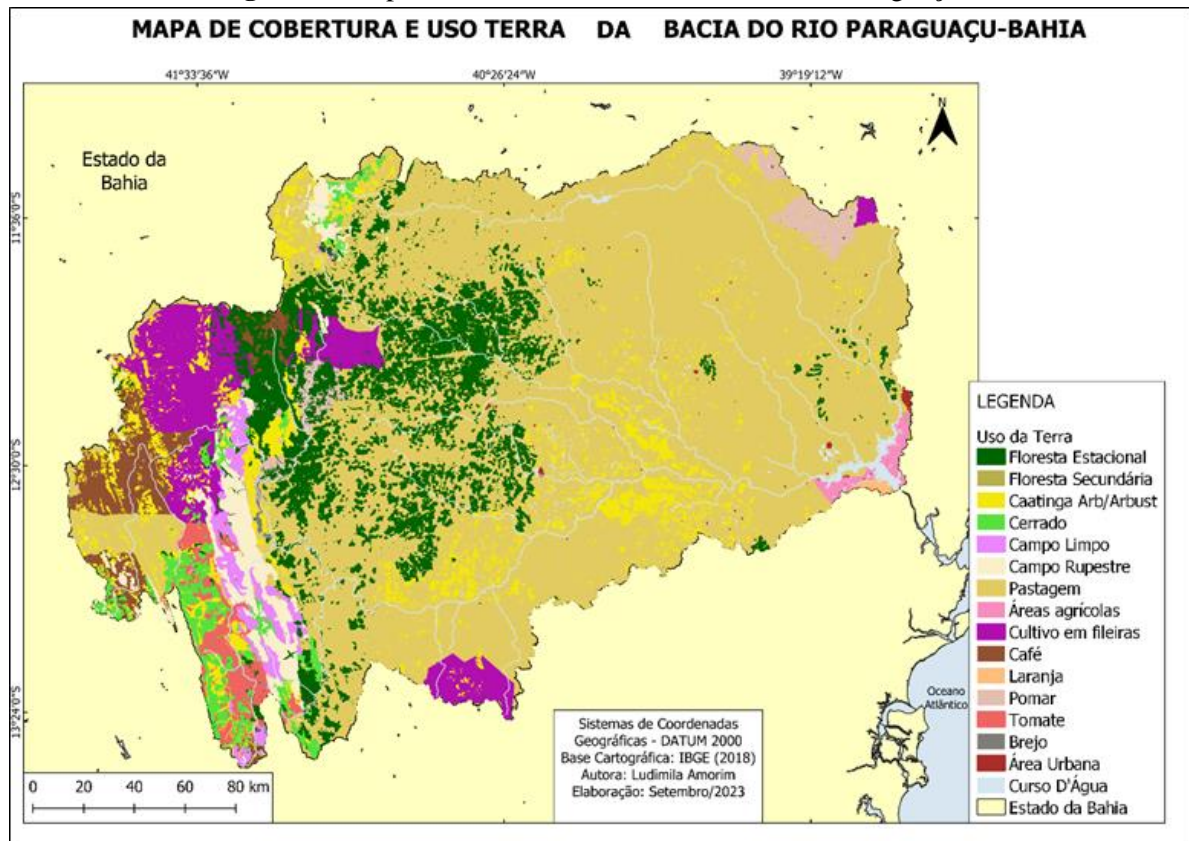 MAPA DE COBERTURA E USO TERRA DA BACIA DO RIO PARAGUAÇU-BAHIA
41°33'36"W 40°26'24"W 39°19'12"W
N
Estado da
Bahia
11°36'0"S
12°30'0"S
13°24'0"S
LEGENDA
Uso da Terra
Floresta Estacional
Floresta Secundária
Caatinga Arb/Arbust
Cerrado
Campo Limpo
Campo Rupestre
Pastagem
Áreas agrícolas
Cultivo em fileiras
Café
Laranja
Pomar
Tomate
Brejo
Área Urbana
Curso D'Água
Estado da Bahia
Oceano
Atlântico
Sistemas de Coordenadas
Geográficas - DATUM 2000
Base Cartográfica: IBGE (2018)
Autora: Ludimila Amorim
Elaboração: Setembro/2023
0 20 40 60 80 km